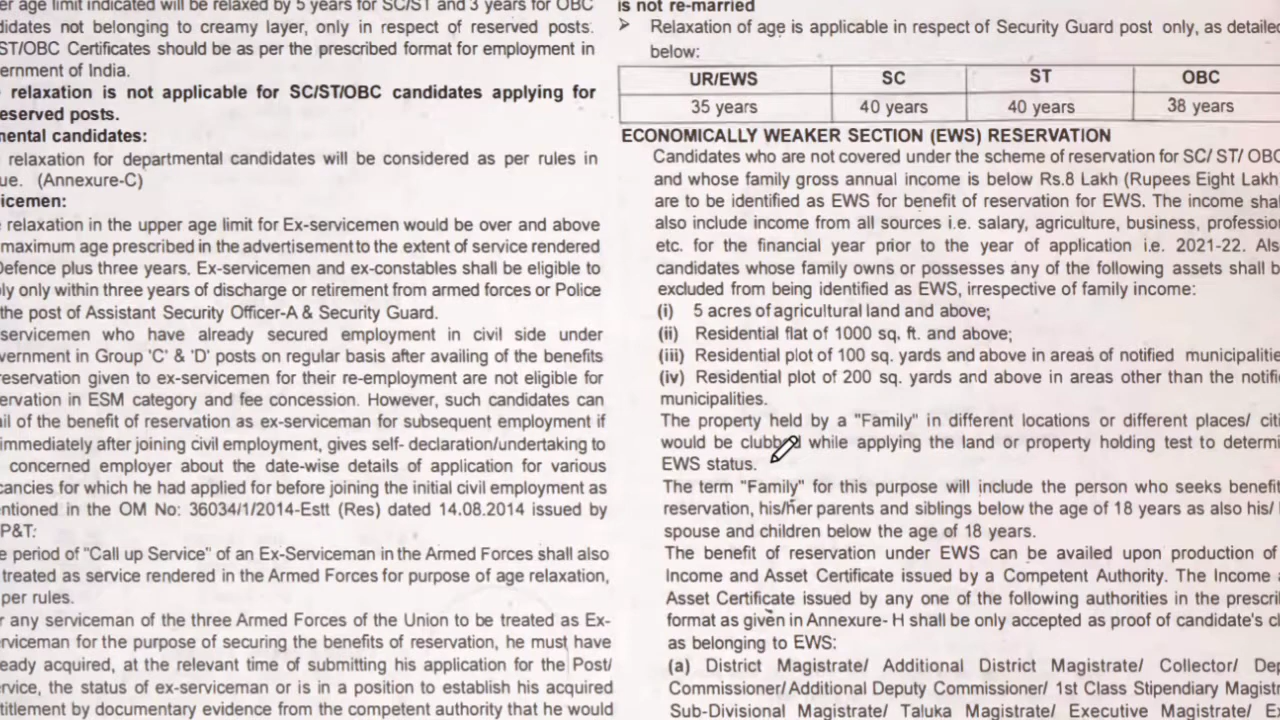 er age limit indicated will be relaxed by 5 years for SC/ST and 3 years for OBC
didates not belonging to creamy layer, only in respect of reserved posts.
ST/OBC Certificates should be as per the prescribed format for employment in
ernment of India.
relaxation is not applicable for SC/ST/OBC candidates applying for
eserved posts.
mental candidates:
relaxation for departmental candidates will be considered as per rules in
ue. (Annexure-C)
icemen:
relaxation in the upper age limit for Ex-servicemen would be over and above
maximum age prescribed in the advertisement to the extent of service rendered
Defence plus three years. Ex-servicemen and ex-constables shall be eligible to
ly only within three years of discharge or retirement from armed forces or Police
the post of Assistant Security Officer-A & Security Guard.
servicemen who have already secured employment in civil side under
vernment in Group 'C' & 'D' posts on regular basis after availing of the benefits
reservation given to ex-servicemen for their re-employment are not eligible for
ervation in ESM category and fee concession. However, such candidates can
ail of the benefit of reservation as ex-serviceman for subsequent employment if
immediately after joining civil employment, gives self- declaration/undertaking to
concerned employer about the date-wise details of application for various
cancies for which he had applied for before joining the initial civil employment as
ntioned in the OM No: 36034/1/2014-Estt (Res) dated 14.08.2014 issued by
P&T:
e period of "Call up Service" of an Ex-Serviceman in the Armed Forces shall also
treated as service rendered in the Armed Forces for purpose of age relaxation,
per rules.
r any serviceman of the three Armed Forces of the Union to be treated as Ex-
rviceman for the purpose of securing the benefits of reservation, he must have
eady acquired, at the relevant time of submitting his application for the Post/
rvice, the status of ex-serviceman or is in a position to establish his acquired
titlement by documentary evidence from the competent authority that he would
is not re-married
➢ Relaxation of age is applicable in respect of Security Guard post only, as detailed
below:
UR/EWS SC ST OBC
35 years 40 years 40 years 38 years
ECONOMICALLY WEAKER SECTION (EWS) RESERVATION
Candidates who are not covered under the scheme of reservation for SC/ ST/ OBC
and whose family gross annual income is below Rs.8 Lakh (Rupees Eight Lakh
are to be identified as EWS for benefit of reservation for EWS. The income shal
also include income from all sources i.e. salary, agriculture, business, profession
etc. for the financial year prior to the year of application i.e. 2021-22. Als
candidates whose family owns or possesses any of the following assets shall b
excluded from being identified as EWS, irrespective of family income:
(i) 5 acres of agricultural land and above;
(ii) Residential flat of 1000 sq. ft. and above;
(iii) Residential plot of 100 sq. yards and above in areas of notified municipalitie
(iv) Residential plot of 200 sq. yards and above in areas other than the notifi
municipalities.
The property held by a "Family" in different locations or different places/ citi
would be clubbed while applying the land or property holding test to determ
EWS status.
The term "Family" for this purpose will include the person who seeks benefit
reservation, his/her parents and siblings below the age of 18 years as also his/
spouse and children below the age of 18 years.
The benefit of reservation under EWS can be availed upon production of
Income and Asset Certificate issued by a Competent Authority. The Income
Asset Certificate issued by any one of the following authorities in the prescri
format as given in Annexure- H shall be only accepted as proof of candidate's cl
as belonging to EWS:
(a) District Magistrate/ Additional District Magistrate/ Collector/ Dep
Commissioner/ Additional Deputy Commissioner/ 1st Class Stipendiary Magistr
Sub-Divisional Magistrate/ Taluka Magistrate/ Executive Magistrate/ Ex